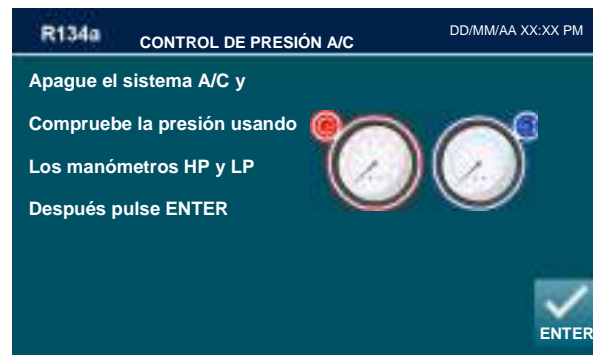 R134a
CONTROL DE PRESIÓN A/C
DD/MM/AA XX:XX PM
Apague el sistema A/C y
Compruebe la presión usando
Los manómetros HP y LP
Después pulse ENTER
ENTER